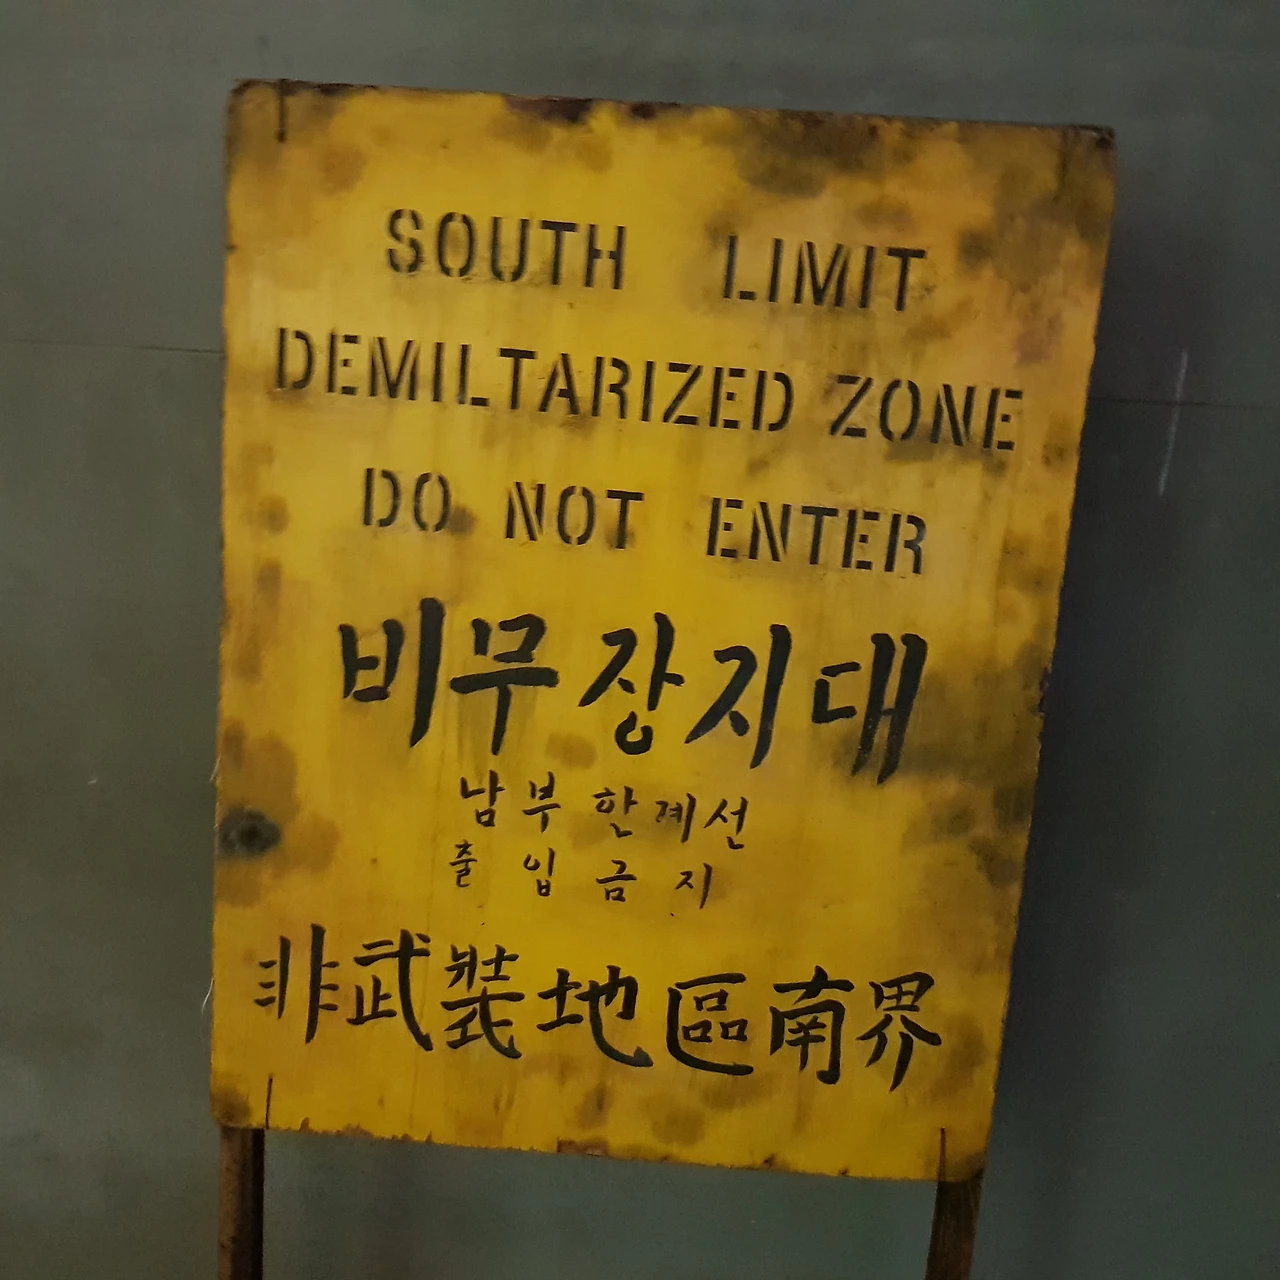 SOUTH LIMIT
DEMILTARIZED ZONE
DO NOT ENTER
비무장지대
남부한계선
출입금지
非武裝地區南界